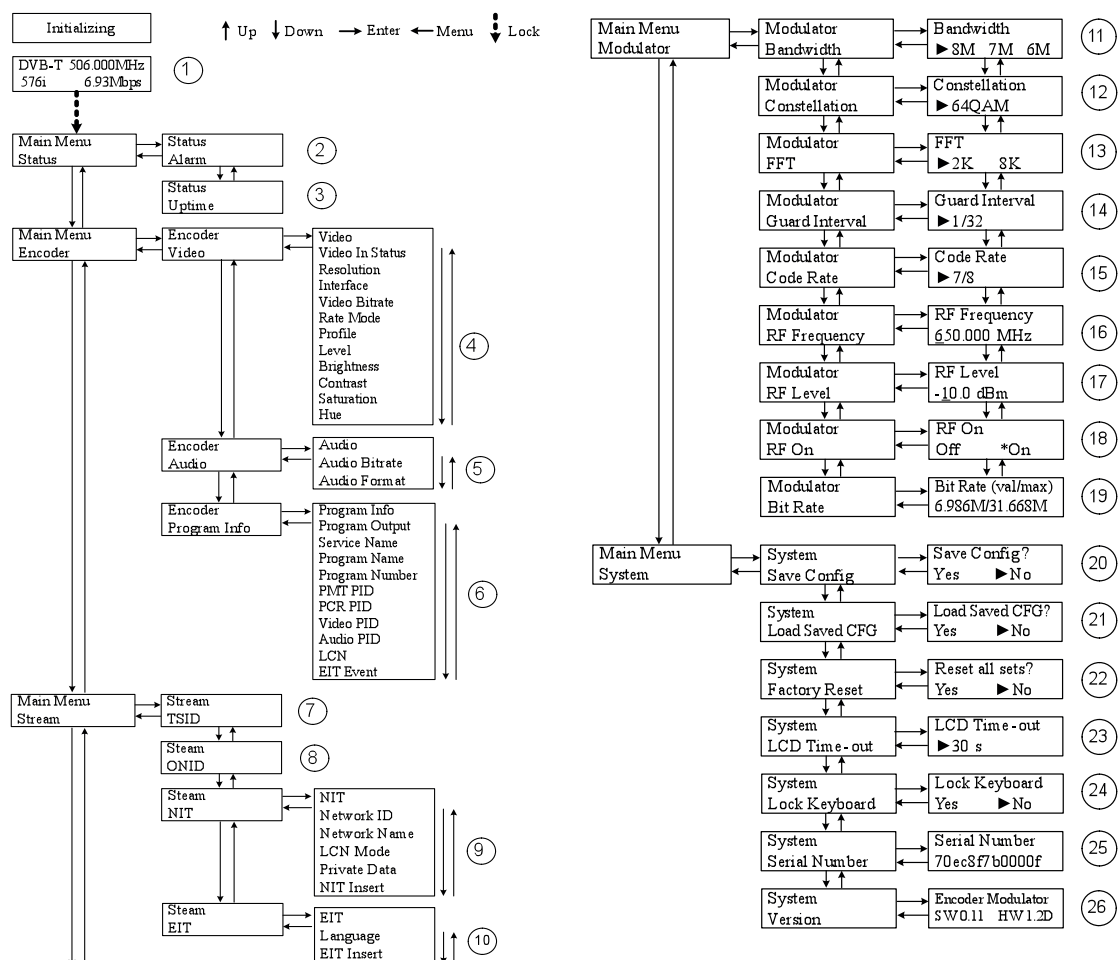 Initializing
Up Down Enter Menu Lock
DVB-T 506.000MHz
576i 6.93Mbps
1
Main Menu
Status
Status
Alarm
2
Status
Uptime
3
Main Menu
Encoder
Encoder
Video
Video
Video In Status
Resolution
Interface
Video Bitrate
Rate Mode
Profile
Level
Brightness
Contrast
Saturation
Hue
4
Encoder
Audio
Audio
Audio Bitrate
Audio Format
5
Encoder
Program Info
Program Info
Program Output
Service Name
Program Name
Program Number
PMT PID
PCR PID
Video PID
Audio PID
LCN
EIT Event
6
Main Menu
Stream
Stream
TSID
7
Steam
ONID
8
Steam
NIT
NIT
Network ID
Network Name
LCN Mode
Private Data
NIT Insert
9
Steam
EIT
EIT
Language
EIT Insert
10
Main Menu
Modulator
Modulator
Bandwidth
Bandwidth
►8M 7M 6M
11
Modulator
Constellation
Constellation
►64QAM
12
Modulator
FFT
FFT
►2K 8K
13
Modulator
Guard Interval
Guard Interval
►1/32
14
Modulator
Code Rate
Code Rate
►7/8
15
Modulator
RF Frequency
RF Frequency
650.000 MHz
16
Modulator
RF Level
RF Level
-10.0 dBm
17
Modulator
RF On
RF On
Off *On
18
Modulator
Bit Rate
Bit Rate (val/max)
6.986M/31.668M
19
Main Menu
System
System
Save Config
Save Config?
Yes ►No
20
System
Load Saved CFG
Load Saved CFG?
Yes ►No
21
System
Factory Reset
Reset all sets?
Yes ►No
22
System
LCD Time-out
LCD Time-out
►30 s
23
System
Lock Keyboard
Lock Keyboard
Yes ►No
24
System
Serial Number
Serial Number
70ec8f7b0000f
25
System
Version
Encoder Modulator
SW0.11 HW1.2D
26